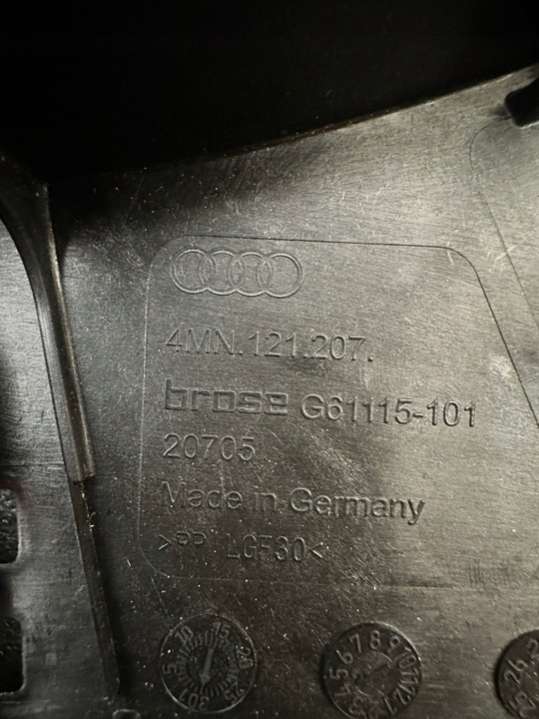 4MN.121.207.
brose G61115-101
20705
Made in Germany
>PP LGF30<